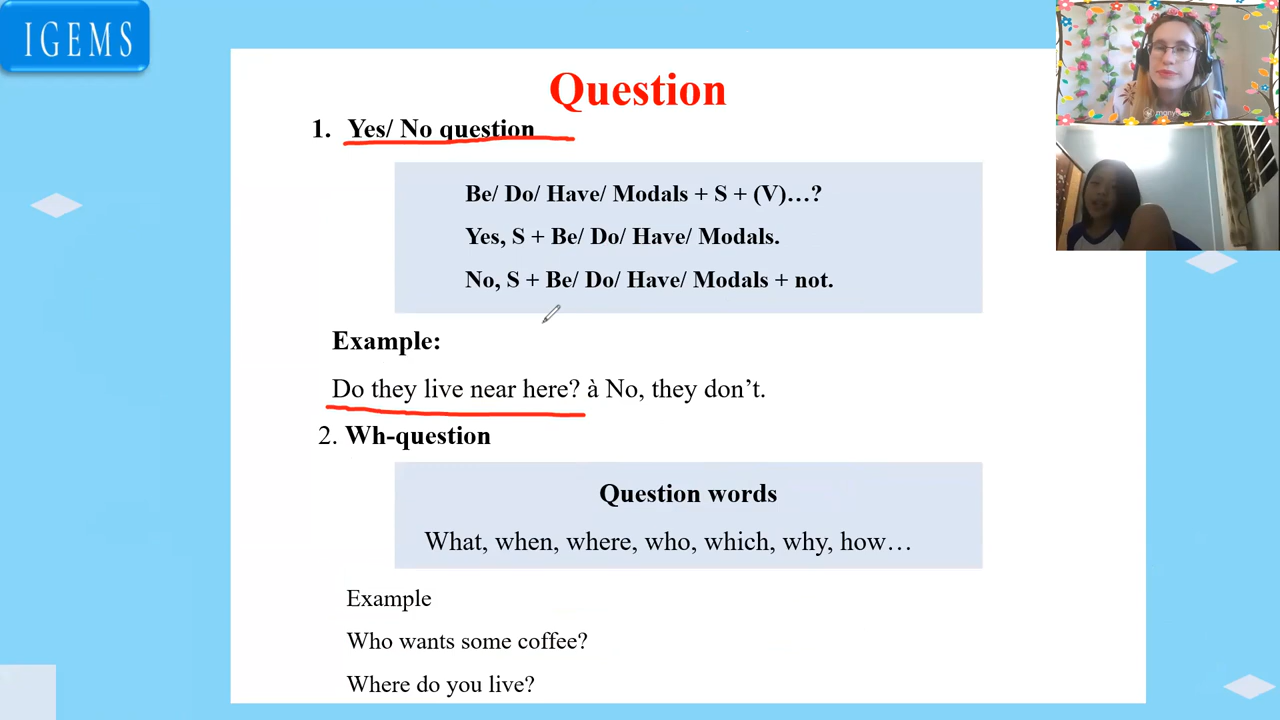 IGEMS
Question
1. Yes/ No question
Be/ Do/ Have/ Modals + S + (V)…?
Yes, S + Be/ Do/ Have/ Modals.
No, S + Be/ Do/ Have/ Modals + not.
Example:
Do they live near here? à No, they don’t.
2. Wh-question
Question words
What, when, where, who, which, why, how…
Example
Who wants some coffee?
Where do you live?